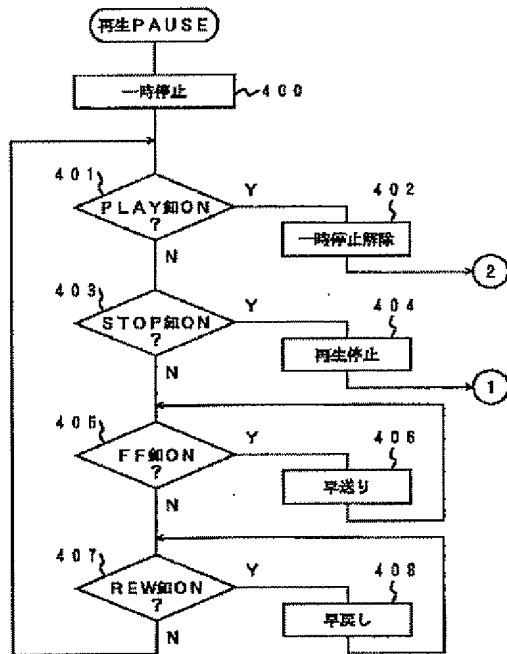 再生PAUSE
一時停止
400
401
PLAY釦ON
?
Y
N
402
一時停止解除
2
403
STOP釦ON
?
Y
N
404
再生停止
1
405
FF釦ON
?
Y
N
406
早送り
407
REW釦ON
?
Y
N
408
早戻し